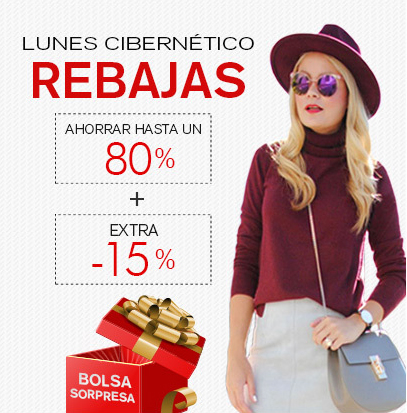 LUNES CIBERNÉTICO
REBAJAS
AHORRAR HASTA UN
80%
+
EXTRA
-15%
BOLSA
SORPRESA